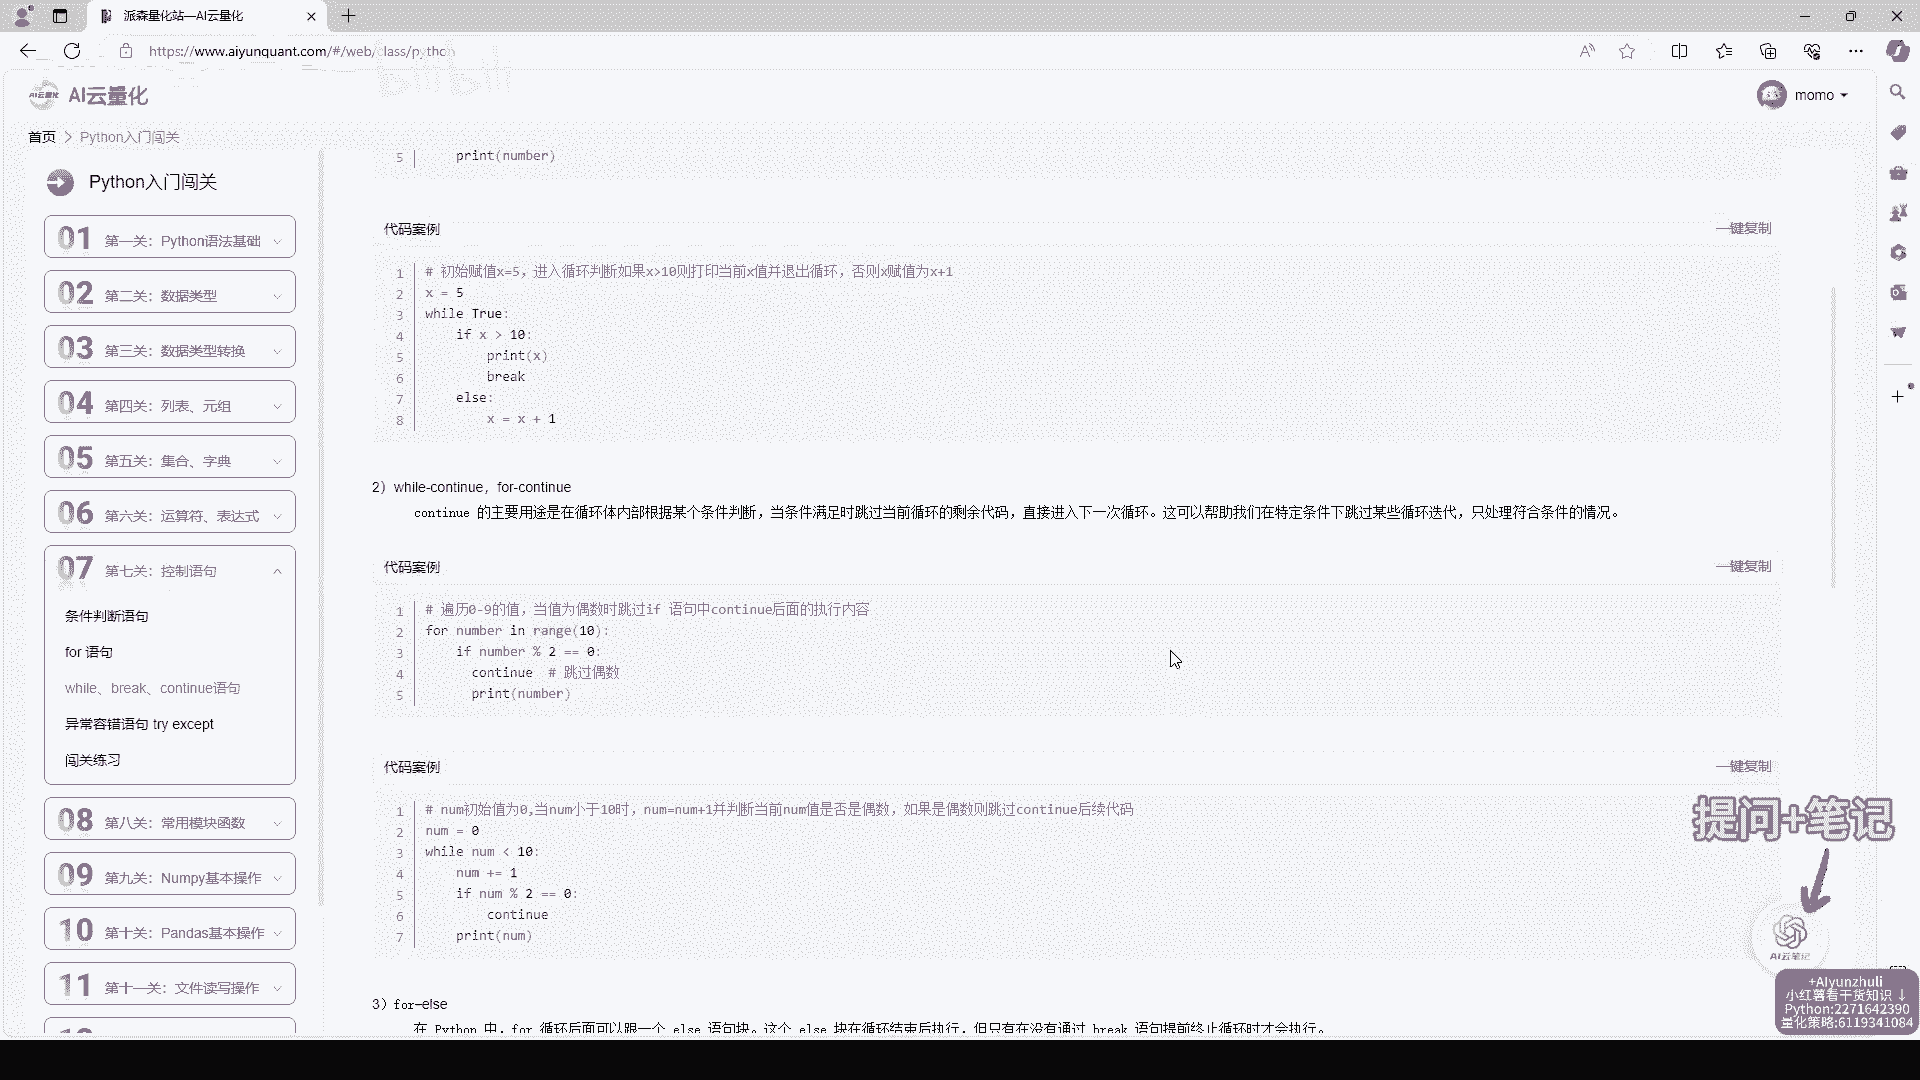 派森量化站—AI云量化
https://www.aiyunquant.com/#/web/class/python
bilibili
AI云量化
momo
首页 > Python入门闯关
Python入门闯关
01 第一关：Python语法基础
02 第二关：数据类型
03 第三关：数据类型转换
04 第四关：列表、元组
05 第五关：集合、字典
06 第六关：运算符、表达式
07 第七关：控制语句
条件判断语句
for 语句
while、break、continue语句
异常容错语句 try except
闯关练习
08 第八关：常用模块函数
09 第九关：Numpy基本操作
10 第十关：Pandas基本操作
11 第十一关：文件读写操作
5 print(number)
代码案例
一键复制
1 # 初始赋值x=5，进入循环判断如果x>10则打印当前x值并退出循环，否则x赋值为x+1
2 x = 5
3 while True:
4 if x > 10:
5 print(x)
6 break
7 else:
8 x = x + 1
2）while-continue，for-continue
continue 的主要用途是在循环体内部根据某个条件判断，当条件满足时跳过当前循环的剩余代码，直接进入下一次循环。这可以帮助我们在特定条件下跳过某些循环迭代，只处理符合条件的情况。
代码案例
一键复制
1 # 遍历0-9的值，当值为偶数时跳过if 语句中continue后面的执行内容
2 for number in range(10):
3 if number % 2 == 0:
4 continue # 跳过偶数
5 print(number)
代码案例
一键复制
1 # num初始值为0,当num小于10时，num=num+1并判断当前num值是否是偶数，如果是偶数则跳过continue后续代码
2 num = 0
3 while num < 10:
4 num += 1
5 if num % 2 == 0:
6 continue
7 print(num)
3）for-else
在 Python 中，for 循环后面可以跟一个 else 语句块。这个 else 块在循环结束后执行，但只有在没有通过 break 语句提前终止循环时才会执行。
提问+笔记
AI云笔记
+AIyunzhuli
小红薯看干货知识 ↓
Python:2271642390
量化策略:6119341084